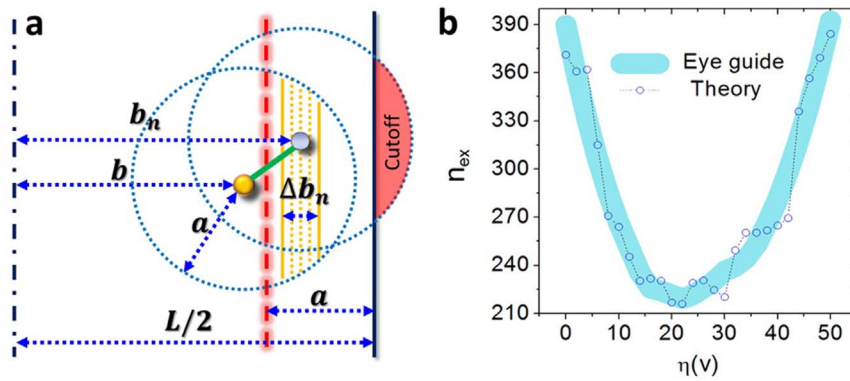 a
b_n
b
Δb_n
a
a
L/2
Cutoff
b
390
360
330
300
270
240
210
n_ex
Eye guide
Theory
0 10 20 30 40 50
η(v)